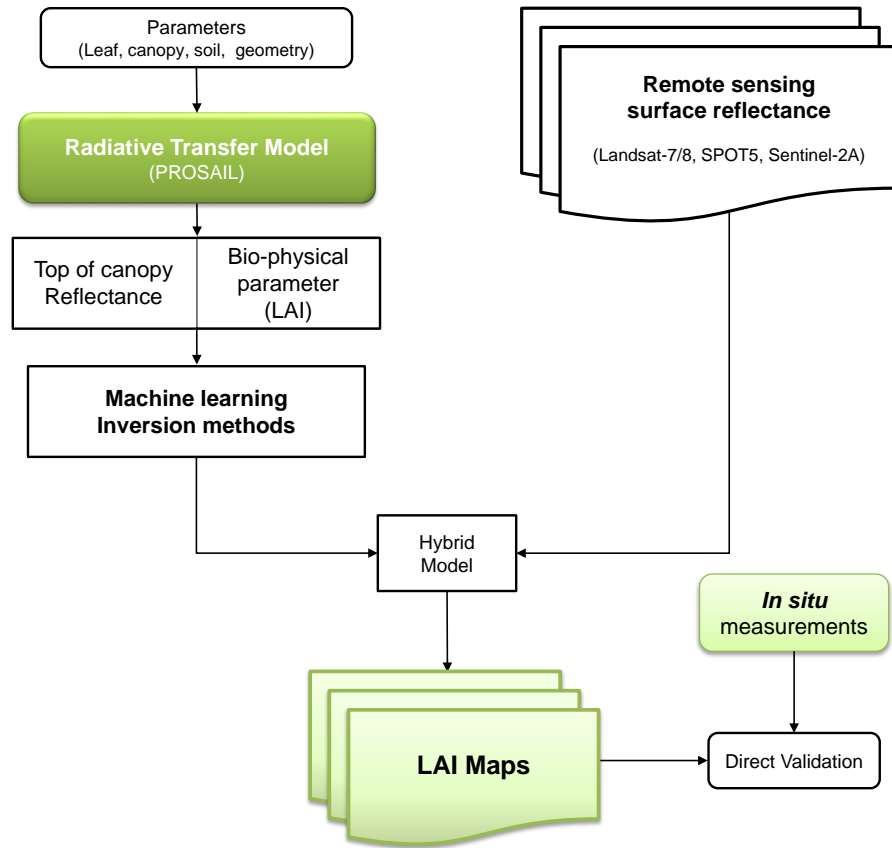 Parameters
(Leaf, canopy, soil, geometry)
Radiative Transfer Model
(PROSAIL)
Top of canopy
Reflectance
Bio-physical
parameter
(LAI)
Machine learning
Inversion methods
Remote sensing
surface reflectance
(Landsat-7/8, SPOT5, Sentinel-2A)
Hybrid
Model
In situ
measurements
LAI Maps
Direct Validation